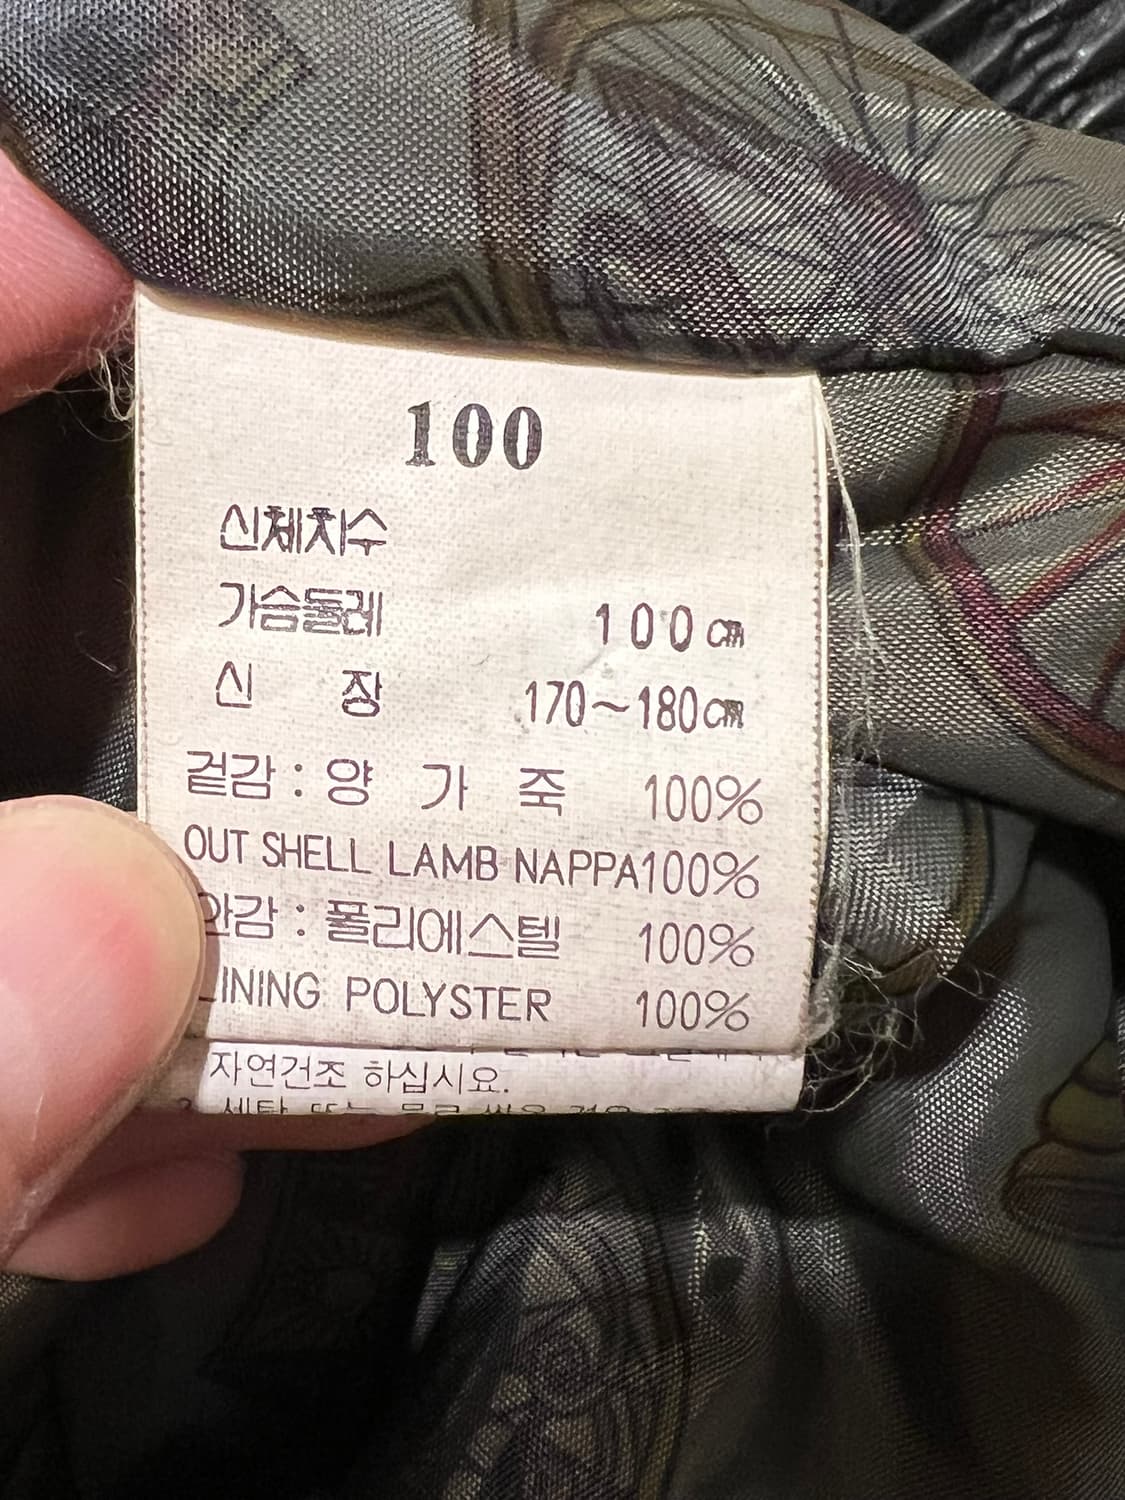 100
신체치수
가슴둘레 100㎝
신 장 170~180㎝
겉감 : 양 가 죽 100%
OUT SHELL LAMB NAPPA100%
안감 : 폴리에스텔 100%
LINING POLYSTER 100%
자연건조 하십시요.